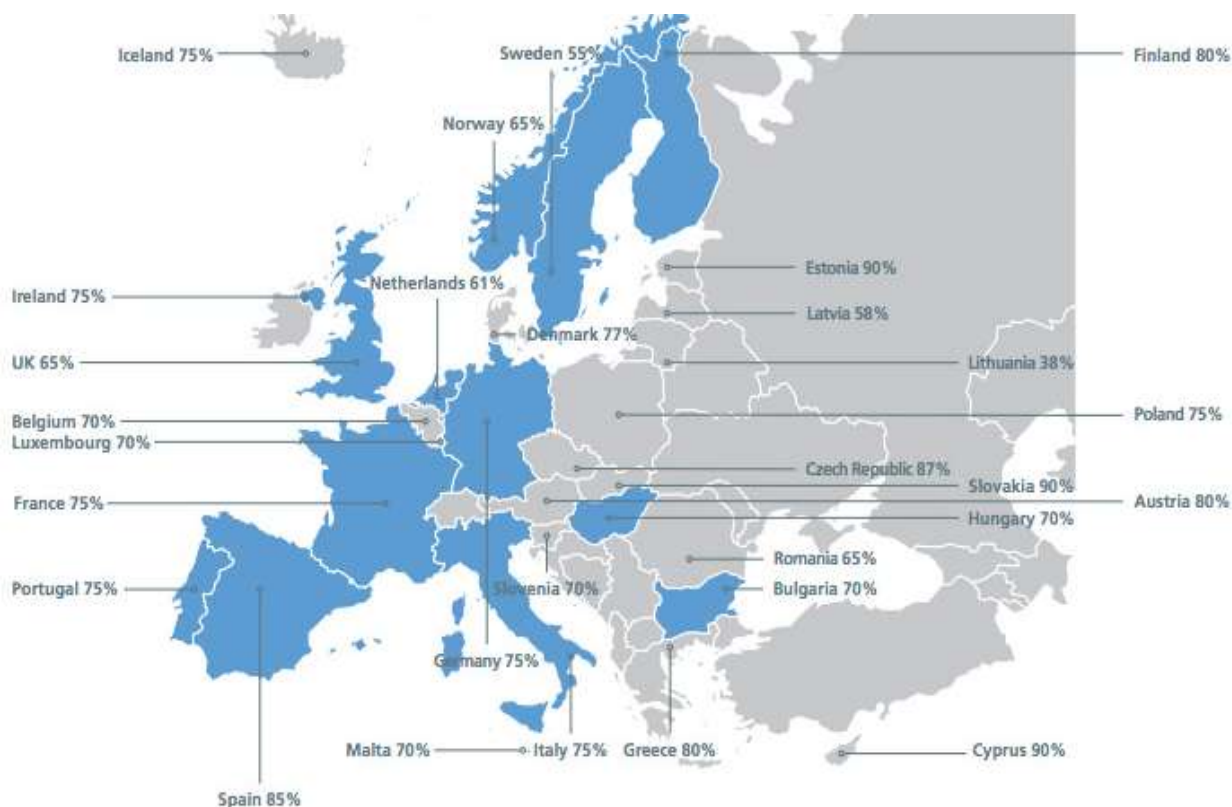 Iceland 75%
Sweden 55%
Finland 80%
Norway 65%
Estonia 90%
Netherlands 61%
Ireland 75%
Latvia 58%
Denmark 77%
UK 65%
Lithuania 38%
Poland 75%
Belgium 70%
Luxembourg 70%
Czech Republic 87%
Slovakia 90%
France 75%
Austria 80%
Hungary 70%
Romania 65%
Portugal 75%
Slovenia 70%
Bulgaria 70%
Germany 75%
Malta 70%
Italy 75%
Greece 80%
Cyprus 90%
Spain 85%